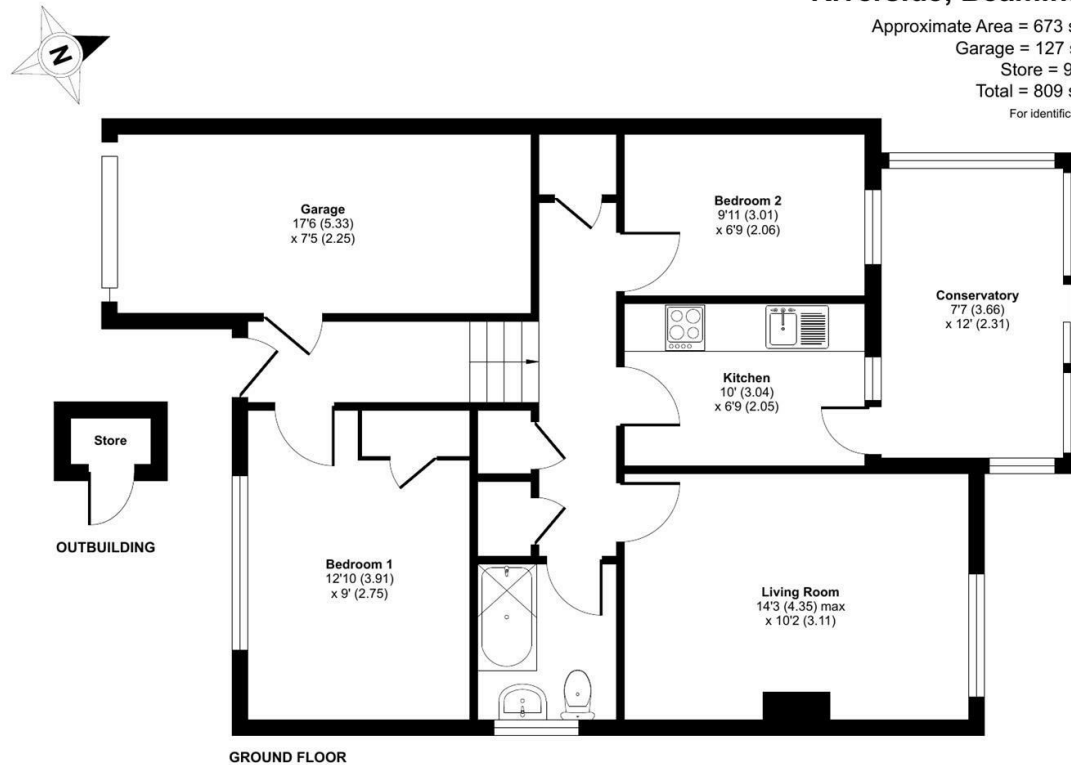 Approximate Area = 673 s
Garage = 127 s
Store = 9
Total = 809 s
For identific
N
Garage
17'6 (5.33)
x 7'5 (2.25)
Bedroom 2
9'11 (3.01)
x 6'9 (2.06)
Conservatory
7'7 (3.66)
x 12' (2.31)
Kitchen
10' (3.04)
x 6'9 (2.05)
Store
OUTBUILDING
Bedroom 1
12'10 (3.91)
x 9' (2.75)
Living Room
14'3 (4.35) max
x 10'2 (3.11)
GROUND FLOOR